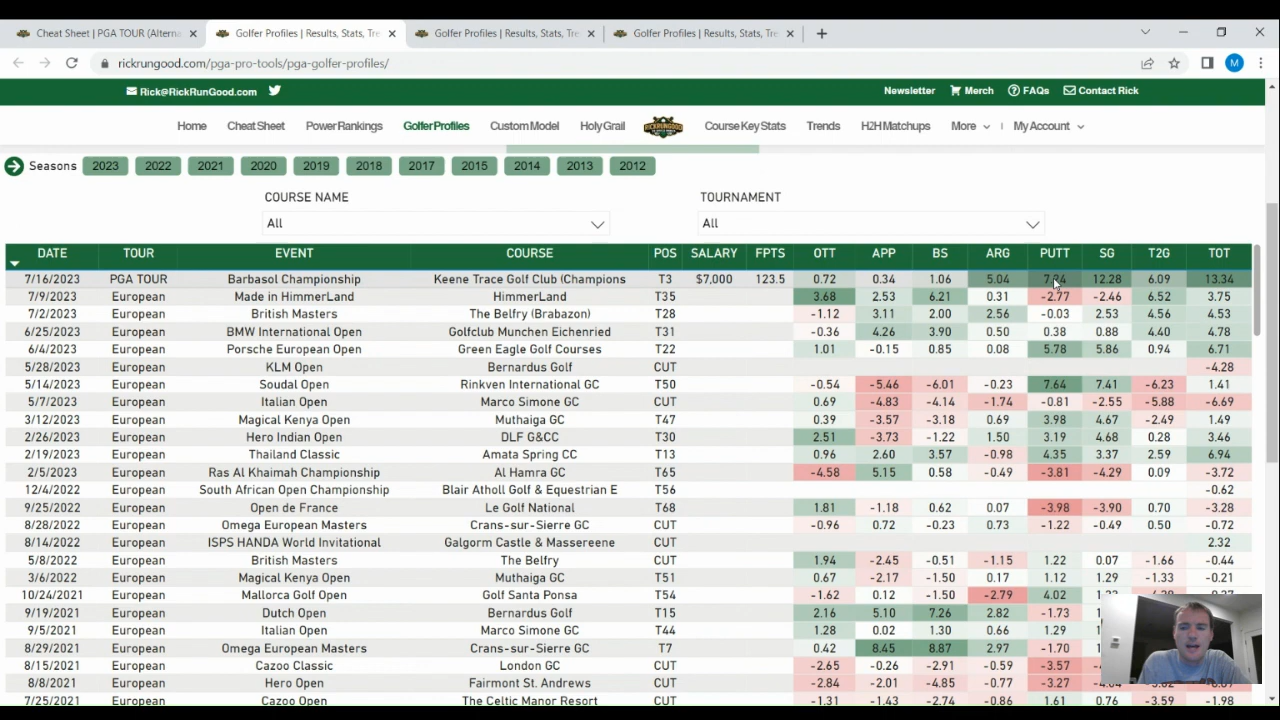 Cheat Sheet | PGA TOUR (Alterna
Golfer Profiles | Results, Stats, Tre
Golfer Profiles | Results, Stats, Tre
Golfer Profiles | Results, Stats, Tre
rickrungood.com/pga-pro-tools/pga-golfer-profiles/
M
Rick@RickRunGood.com
Newsletter Merch FAQs Contact Rick
Home Cheat Sheet Power Rankings Golfer Profiles Custom Model Holy Grail Course Key Stats Trends H2H Matchups More My Account
Seasons 2023 2022 2021 2020 2019 2018 2017 2015 2014 2013 2012
COURSE NAME TOURNAMENT
All All
DATE TOUR EVENT COURSE POS SALARY FPTS OTT APP BS ARG PUTT SG T2G TOT
7/16/2023 PGA TOUR Barbasol Championship Keene Trace Golf Club (Champions T3 $7,000 123.5 0.72 0.34 1.06 5.04 12.28 6.09 13.34
7/9/2023 European Made in HimmerLand HimmerLand T35 3.68 2.53 6.21 0.31 -2.77 -2.46 6.52 3.75
7/2/2023 European British Masters The Belfry (Brabazon) T28 -1.12 3.11 2.00 2.56 -0.03 2.53 4.56 4.53
6/25/2023 European BMW International Open Golfclub Munchen Eichenried T31 -0.36 4.26 3.90 0.50 0.38 0.88 4.40 4.78
6/4/2023 European Porsche European Open Green Eagle Golf Courses T22 1.01 -0.15 0.85 0.08 5.78 5.86 0.94 6.71
5/28/2023 European KLM Open Bernardus Golf CUT -4.28
5/14/2023 European Soudal Open Rinkven International GC T50 -0.54 -5.46 -6.01 -0.23 7.64 7.41 -6.23 1.41
5/7/2023 European Italian Open Marco Simone GC CUT 0.69 -4.83 -4.14 -1.74 -0.81 -2.55 -5.88 -6.69
3/12/2023 European Magical Kenya Open Muthaiga GC T47 0.39 -3.57 -3.18 0.69 3.98 4.67 -2.49 1.49
2/26/2023 European Hero Indian Open DLF G&CC T30 2.51 -3.73 -1.22 1.50 3.19 4.68 0.28 3.46
2/19/2023 European Thailand Classic Amata Spring CC T13 0.96 2.60 3.57 -0.98 4.35 3.37 2.59 6.94
2/5/2023 European Ras Al Khaimah Championship Al Hamra GC T65 -4.58 5.15 0.58 -0.49 -3.81 -4.29 0.09 -3.72
12/4/2022 European South African Open Championship Blair Atholl Golf & Equestrian E T56 -0.62
9/25/2022 European Open de France Le Golf National T68 1.81 -1.18 0.62 0.07 -3.98 -3.90 0.70 -3.28
8/28/2022 European Omega European Masters Crans-sur-Sierre GC CUT -0.96 0.72 -0.23 0.73 -1.22 -0.49 0.50 -0.72
8/14/2022 European ISPS HANDA World Invitational Galgorm Castle & Massereene CUT 2.32
5/8/2022 European British Masters The Belfry CUT 1.94 -2.45 -0.51 -1.15 1.22 0.07 -1.66 -0.44
3/6/2022 European Magical Kenya Open Muthaiga GC T51 0.67 -2.17 -1.50 0.17 1.12 1.29 -1.33 -0.21
10/24/2021 European Mallorca Golf Open Golf Santa Ponsa T54 -1.62 0.12 -1.50 -2.79 4.02
9/19/2021 European Dutch Open Bernardus Golf T15 2.16 5.10 7.26 2.82 -1.73
9/5/2021 European Italian Open Marco Simone GC T44 1.28 0.02 1.30 0.66 1.29
8/29/2021 European Omega European Masters Crans-sur-Sierre GC T7 0.42 8.45 8.87 2.97 -1.70
8/15/2021 European Cazoo Classic London GC CUT -2.65 -0.26 -2.91 -0.59 -3.57
8/8/2021 European Hero Open Fairmont St. Andrews CUT -2.84 -2.01 -4.85 -0.77 -3.27
7/25/2021 European Cazoo Open The Celtic Manor Resort CUT -1.31 -1.43 -2.74 -0.86 1.61 0.76 -3.59 -1.98